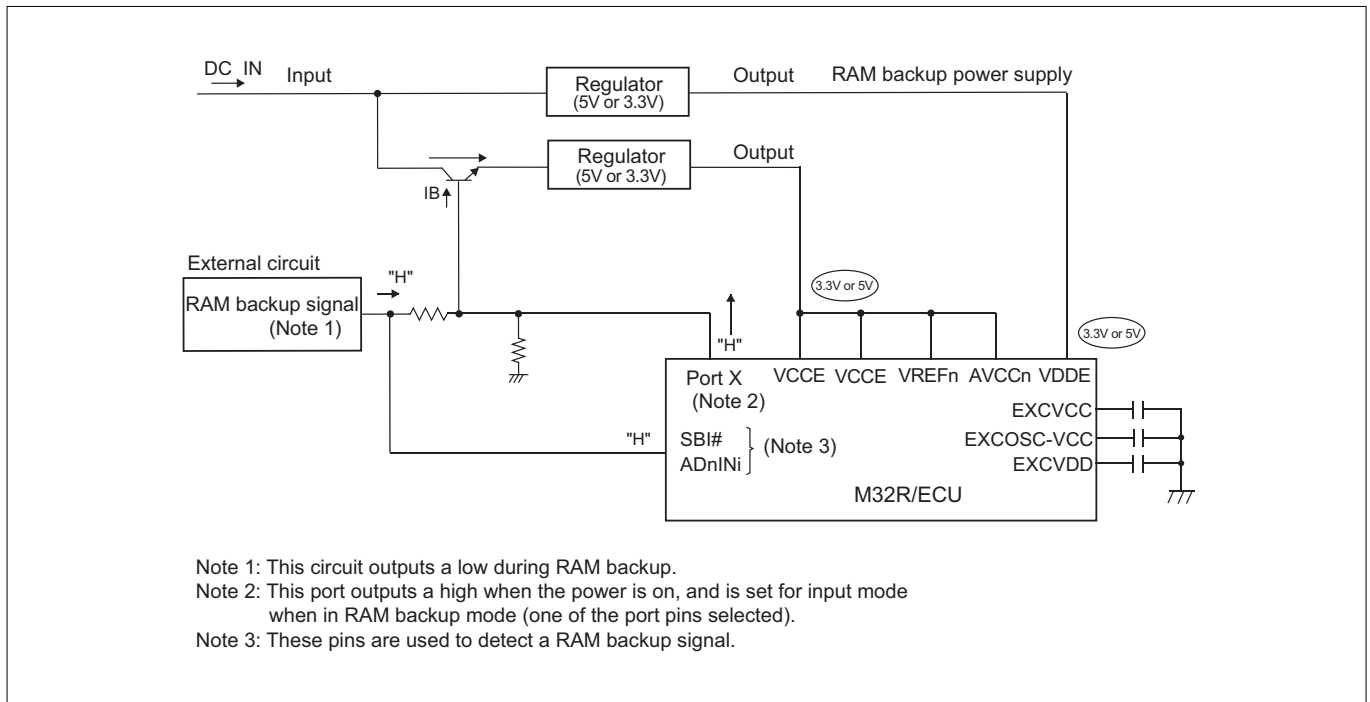 DC IN
Input
Regulator
(5V or 3.3V)
Output
RAM backup power supply
Regulator
(5V or 3.3V)
Output
IB
External circuit
"H"
RAM backup signal
(Note 1)
3.3V or 5V
3.3V or 5V
"H"
Port X
(Note 2)
VCCE
VCCE
VREFn
AVCCn
VDDE
EXCVCC
"H"
SBI#
ADnINi
(Note 3)
EXCOSC-VCC
EXCVDD
M32R/ECU
Note 1: This circuit outputs a low during RAM backup.
Note 2: This port outputs a high when the power is on, and is set for input mode
when in RAM backup mode (one of the port pins selected).
Note 3: These pins are used to detect a RAM backup signal.